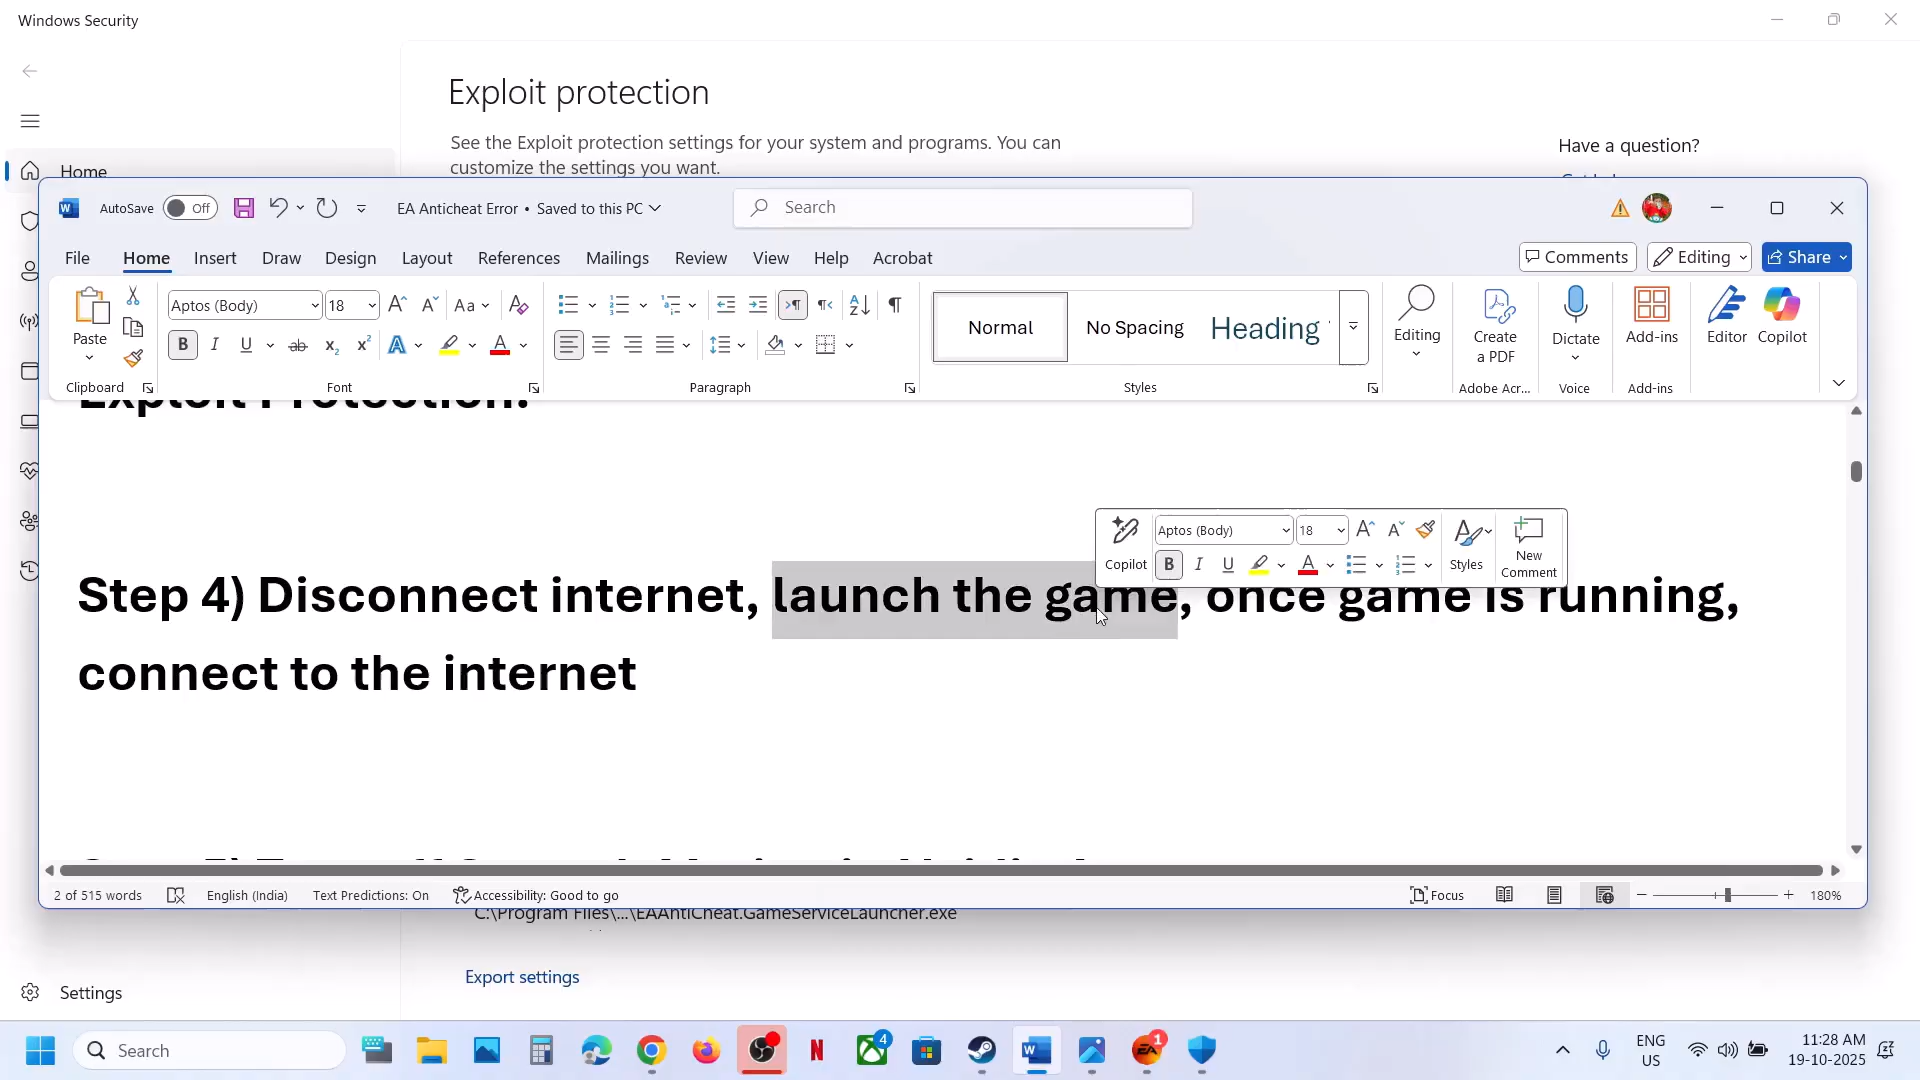 Windows Security
Exploit protection
See the Exploit protection settings for your system and programs. You can
customize the settings you want.
Have a question?
Home
AutoSave Off
EA Anticheat Error • Saved to this PC
Search
File Home Insert Draw Design Layout References Mailings Review View Help Acrobat
Comments Editing Share
Paste
Aptos (Body) 18
Aa
Normal No Spacing Heading
Editing
Create
a PDF
Dictate
Add-ins
Editor
Copilot
Clipboard Font Paragraph Styles Adobe Acr... Voice Add-ins
Exploit Protection.
Aptos (Body) 18
Copilot
Styles
New
Comment
Step 4) Disconnect internet, launch the game, once game is running,
connect to the internet
2 of 515 words English (India) Text Predictions: On Accessibility: Good to go Focus 180%
C:\Program Files\...\EAAntiCheat.GameServiceLauncher.exe
Export settings
Settings
Search
4
1
ENG
US
11:28 AM
19-10-2025